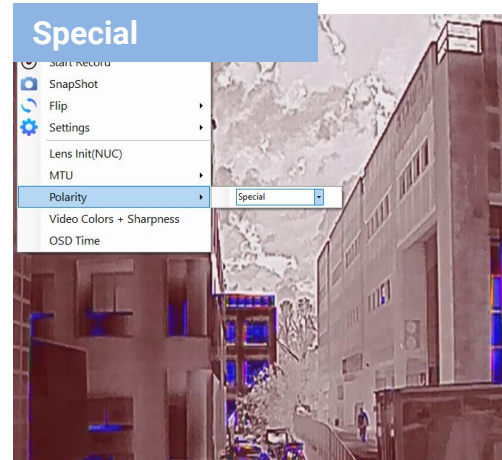 Special
Start Record
SnapShot
Flip
Settings
Lens Init(NUC)
MTU
Polarity
Special
Video Colors + Sharpness
OSD Time